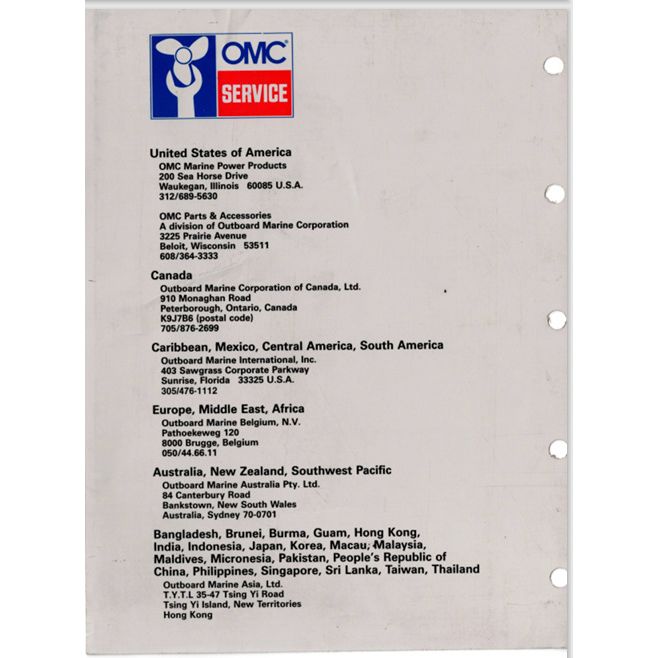 OMC®
SERVICE
United States of America
OMC Marine Power Products
200 Sea Horse Drive
Waukegan, Illinois 60085 U.S.A.
312/689-5630
OMC Parts & Accessories
A division of Outboard Marine Corporation
3225 Prairie Avenue
Beloit, Wisconsin 53511
608/364-3333
Canada
Outboard Marine Corporation of Canada, Ltd.
910 Monaghan Road
Peterborough, Ontario, Canada
K9J7B6 (postal code)
705/876-2699
Caribbean, Mexico, Central America, South America
Outboard Marine International, Inc.
403 Sawgrass Corporate Parkway
Sunrise, Florida 33325 U.S.A.
305/476-1112
Europe, Middle East, Africa
Outboard Marine Belgium, N.V.
Pathoekeweg 120
8000 Brugge, Belgium
050/44.66.11
Australia, New Zealand, Southwest Pacific
Outboard Marine Australia Pty. Ltd.
84 Canterbury Road
Bankstown, New South Wales
Australia, Sydney 70-0701
Bangladesh, Brunei, Burma, Guam, Hong Kong,
India, Indonesia, Japan, Korea, Macau, Malaysia,
Maldives, Micronesia, Pakistan, People's Republic of
China, Philippines, Singapore, Sri Lanka, Taiwan, Thailand
Outboard Marine Asia, Ltd.
T.Y.T.L 35-47 Tsing Yi Road
Tsing Yi Island, New Territories
Hong Kong